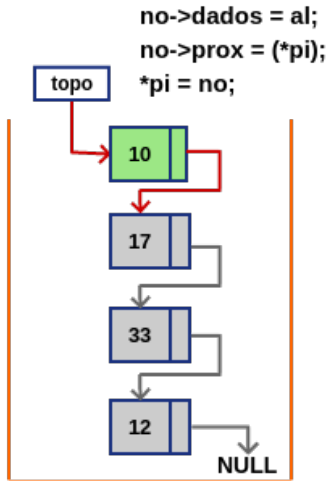 no->dados = al;
no->prox = (*pi);
*pi = no;
topo
10
17
33
12
NULL